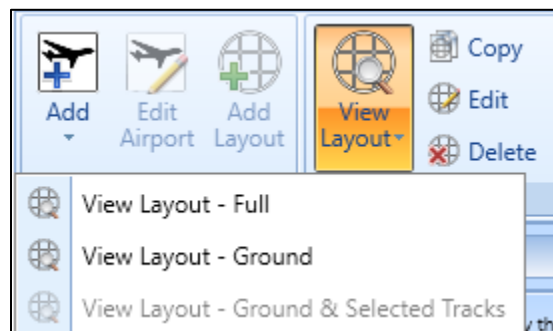 Add
Edit
Airport
Add
Layout
View
Layout
Copy
Edit
Delete
View Layout - Full
View Layout - Ground
View Layout - Ground & Selected Tracks